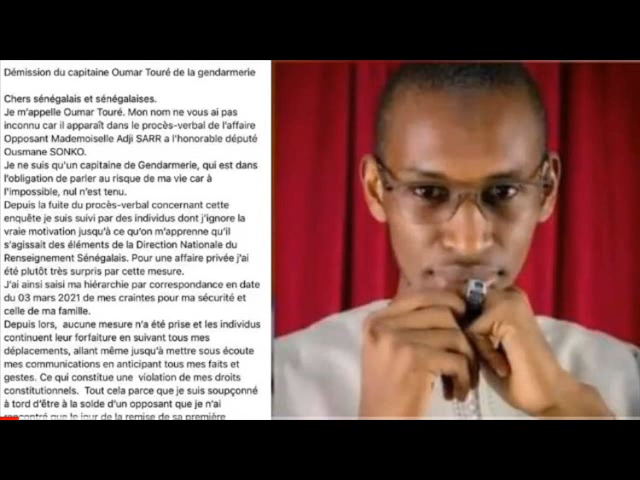 Démission du capitaine Oumar Touré de la gendarmerie
Chers sénégalais et sénégalaises.
Je m'appelle Oumar Touré. Mon nom ne vous ai pas
inconnu car il apparaît dans le procès-verbal de l'affaire
Opposant Mademoiselle Adji SARR a l'honorable député
Ousmane SONKO.
Je ne suis qu'un capitaine de Gendarmerie, qui est dans
l'obligation de parler au risque de ma vie car à
l'impossible, nul n'est tenu.
Depuis la fuite du procès-verbal concernant cette
enquête je suis suivi par des individus dont j'ignore la
vraie motivation jusqu'à ce qu'on m'apprenne qu'il
s'agissait des éléments de la Direction Nationale du
Renseignement Sénégalais. Pour une affaire privée j'ai
été plutôt très surpris par cette mesure.
J'ai ainsi saisi ma hiérarchie par correspondance en date
du 03 mars 2021 de mes craintes pour ma sécurité et
celle de ma famille.
Depuis lors, aucune mesure n'a été prise et les individus
continuent leur forfaiture en suivant tous mes
déplacements, allant même jusqu'à mettre sous écoute
mes communications en anticipant tous mes faits et
gestes. Ce qui constitue une violation de mes droits
constitutionnels. Tout cela parce que je suis soupçonné
à tord d'être à la solde d'un opposant que je n'ai
rencontré que le jour de la remise de sa première